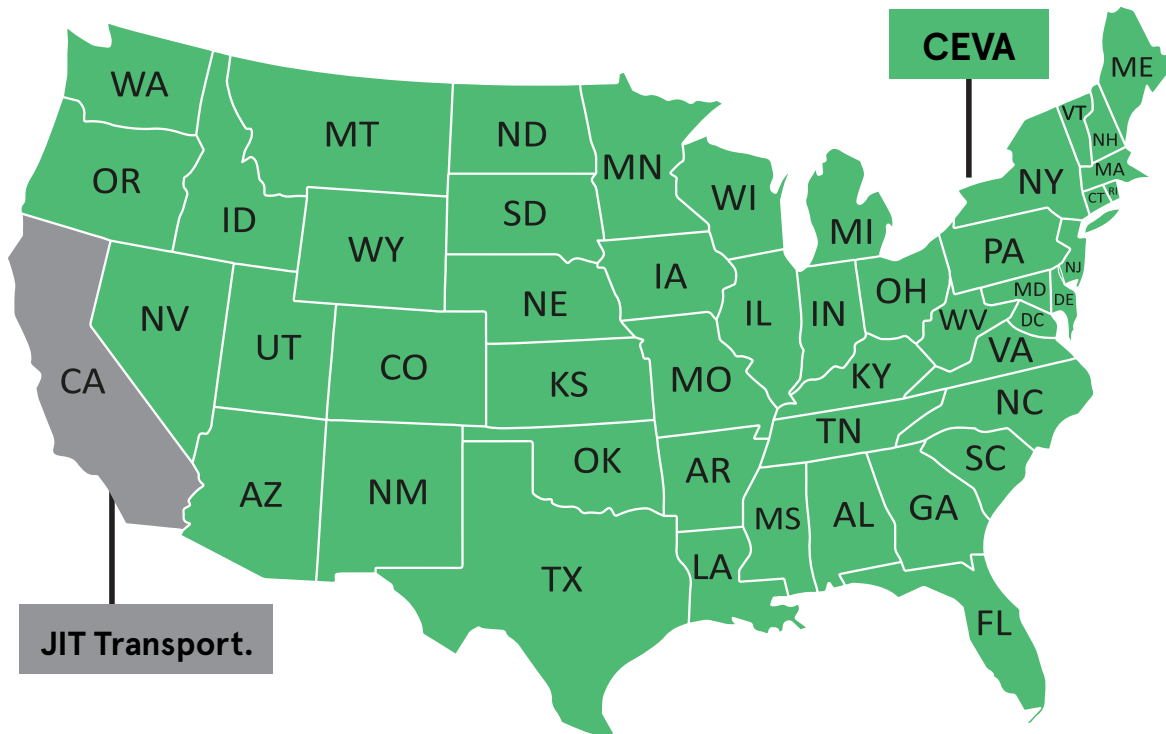 CEVA
ME
WA
VT
MT
ND
NH
MN
MA
OR
NY
RI
WI
CT
SD
ID
MI
WY
PA
NJ
IA
OH
MD
NE
DE
IL
IN
NV
WV
DC
UT
VA
CO
KY
CA
KS
MO
NC
TN
OK
SC
AR
AZ
NM
GA
MS
AL
LA
TX
FL
JIT Transport.